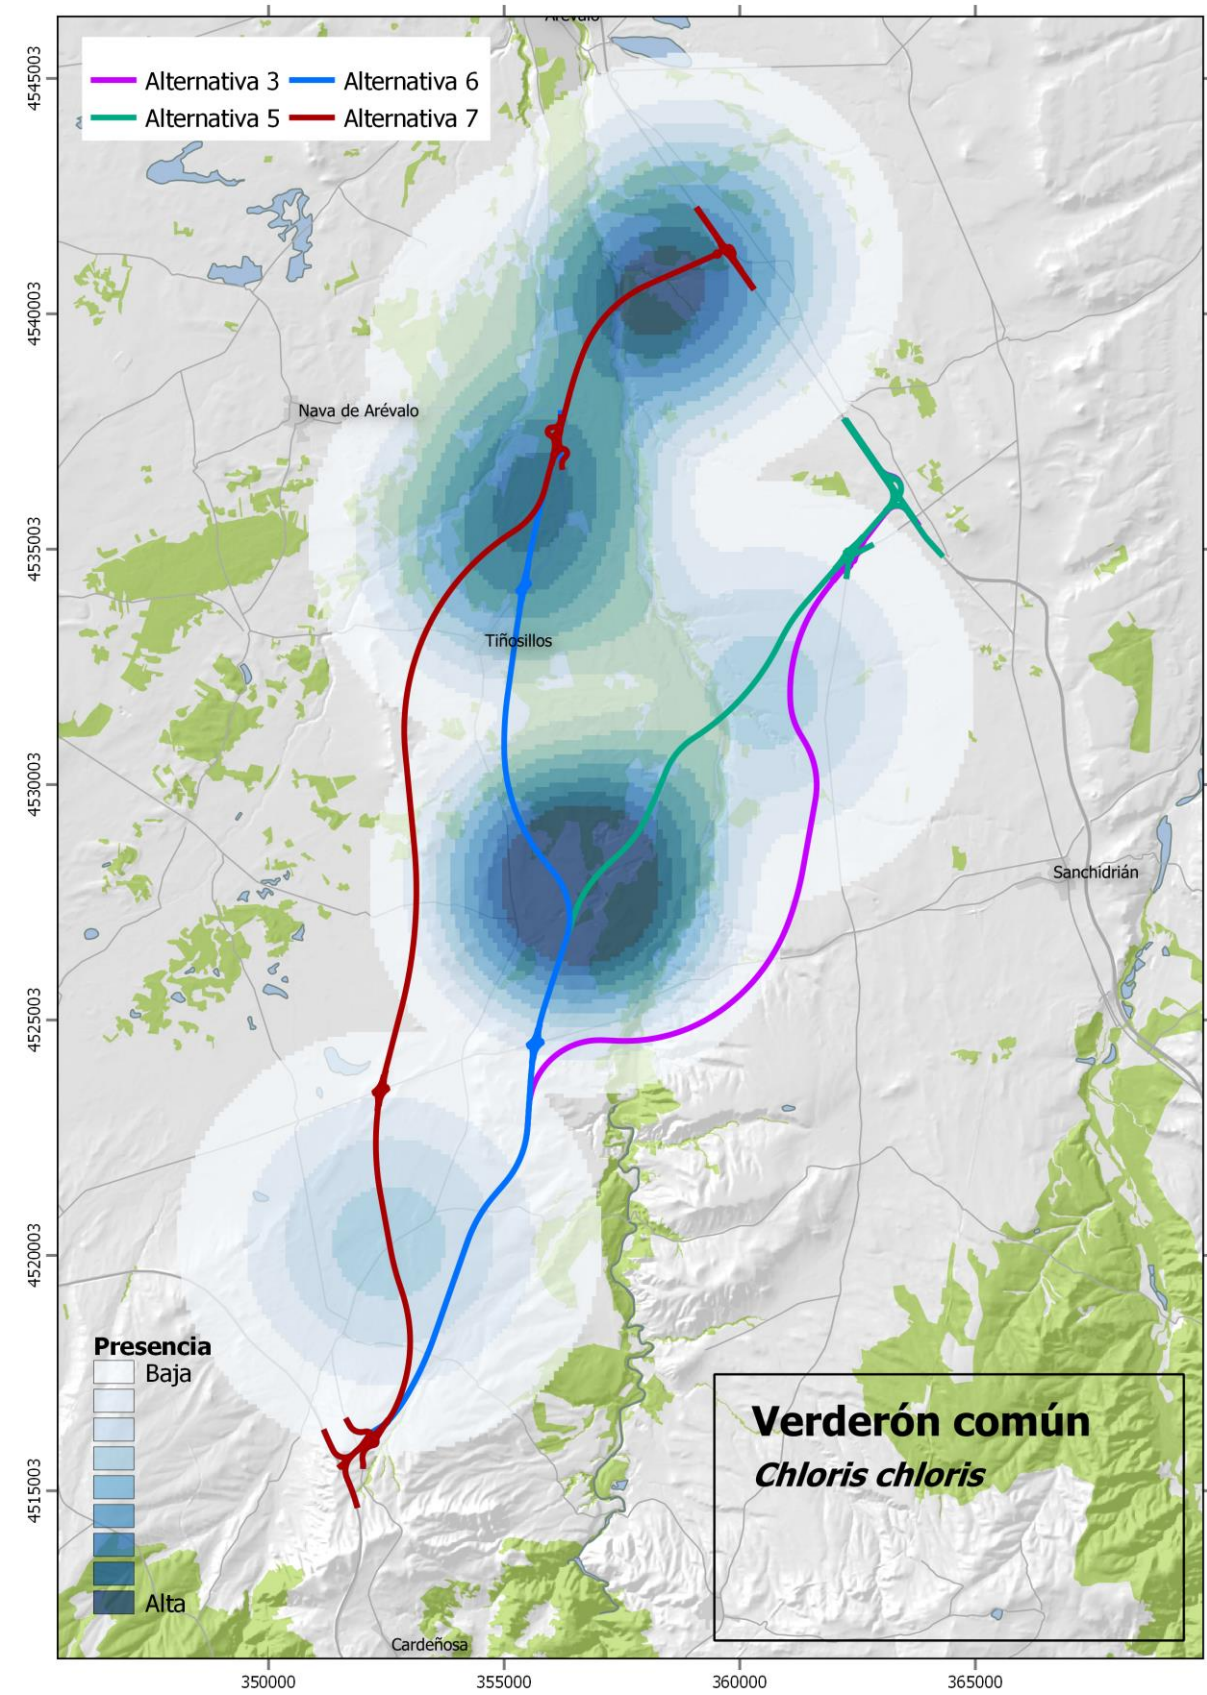 Arévalo
Alternativa 3
Alternativa 6
Alternativa 5
Alternativa 7
4545003
4540003
4535003
4530003
4525003
4520003
4515003
Nava de Arévalo
Tiñosillos
Sanchidrián
Presencia
Baja
Alta
Verderón común
Chloris chloris
Cardeñosa
350000
355000
360000
365000